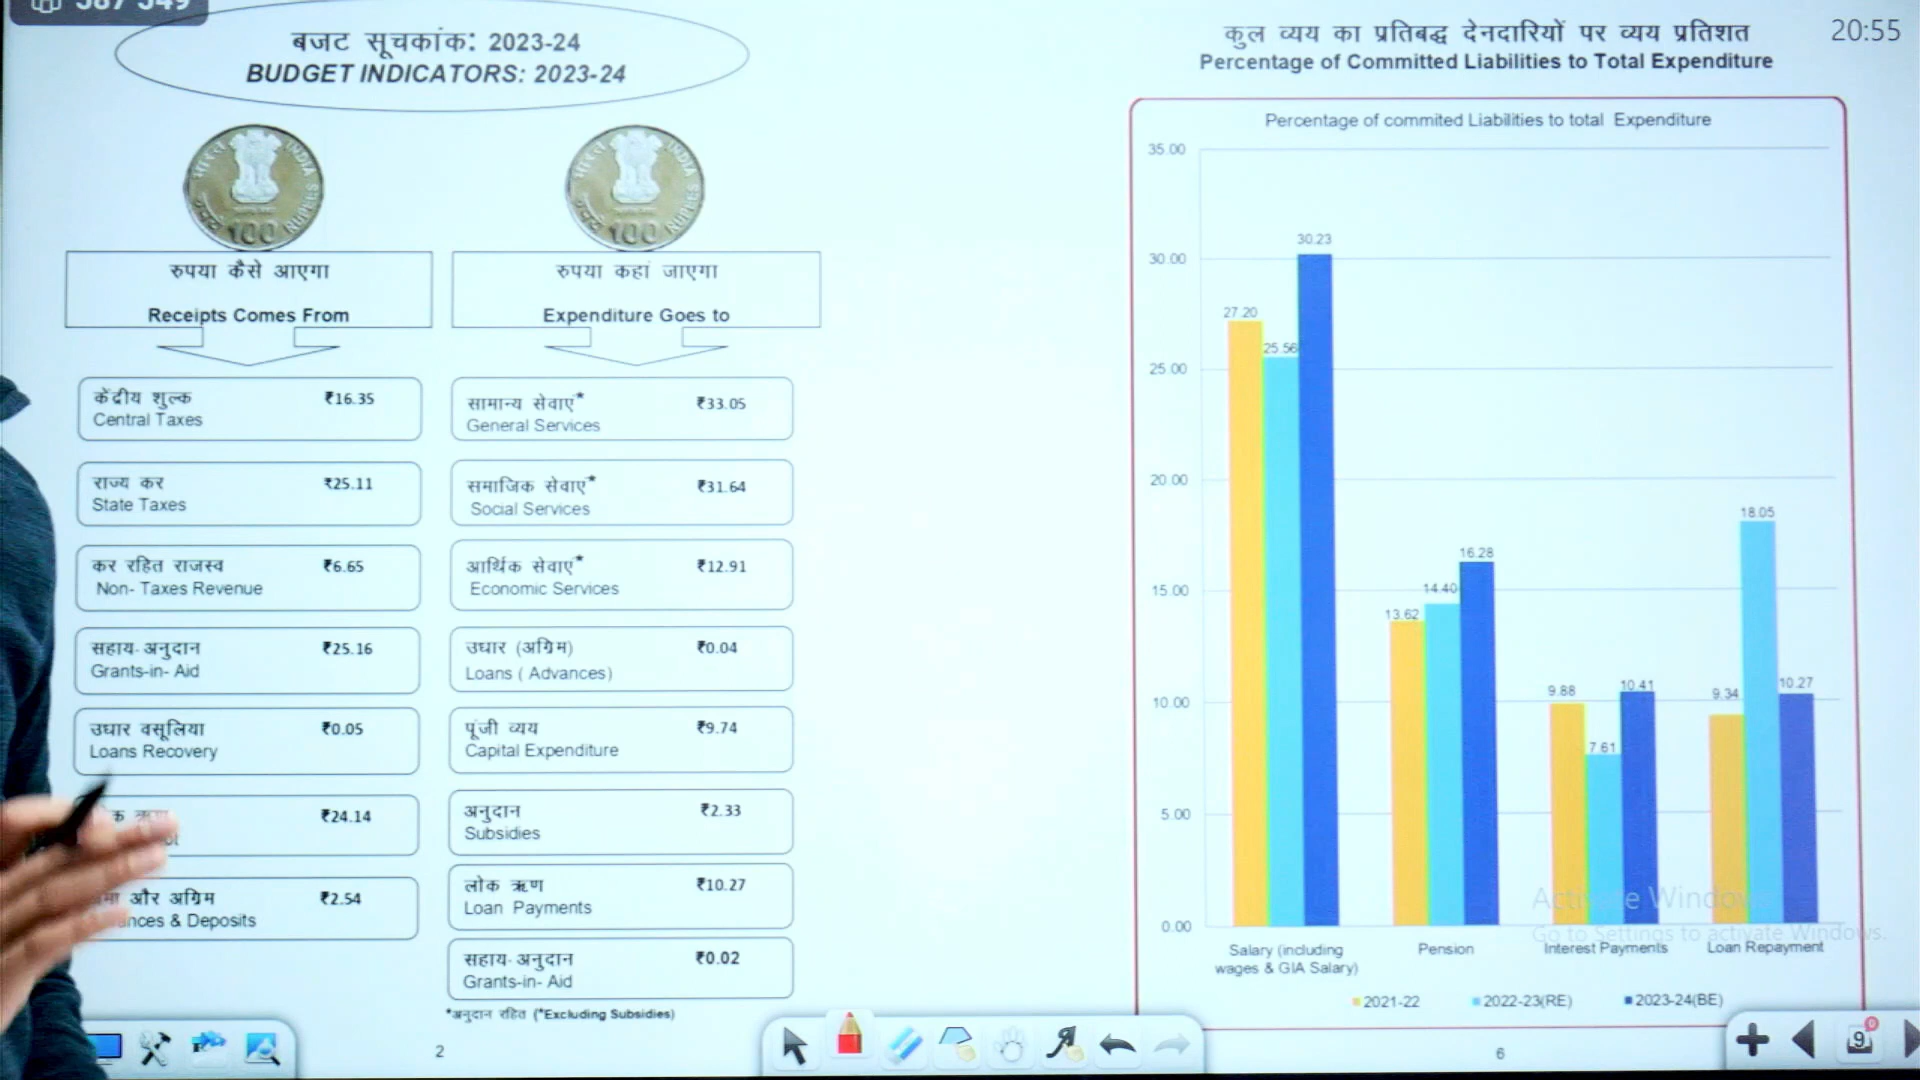 587 549
20:55
बजट सूचकांक: 2023-24
BUDGET INDICATORS: 2023-24
रुपया कैसे आएगा
Receipts Comes From
केंद्रीय शुल्क ₹16.35
Central Taxes
राज्य कर ₹25.11
State Taxes
कर रहित राजस्व ₹6.65
Non- Taxes Revenue
सहाय-अनुदान ₹25.16
Grants-in- Aid
उधार वसूलिया ₹0.05
Loans Recovery
₹24.14
और अग्रिम ₹2.54
& Deposits
रुपया कहां जाएगा
Expenditure Goes to
सामान्य सेवाएं* ₹33.05
General Services
समाजिक सेवाएं* ₹31.64
Social Services
आर्थिक सेवाएं* ₹12.91
Economic Services
उधार (अग्रिम) ₹0.04
Loans ( Advances)
पूंजी व्यय ₹9.74
Capital Expenditure
अनुदान ₹2.33
Subsidies
लोक ऋण ₹10.27
Loan Payments
सहाय-अनुदान ₹0.02
Grants-in- Aid
*अनुदान रहित (*Excluding Subsidies)
2
कुल व्यय का प्रतिबद्ध देनदारियों पर व्यय प्रतिशत
Percentage of Committed Liabilities to Total Expenditure
Percentage of commited Liabilities to total Expenditure
35.00
30.00
25.00
20.00
15.00
10.00
5.00
0.00
27.20 25.56 30.23
13.62 14.40 16.28
9.88 7.61 10.41
9.34 18.05 10.27
Salary (including
wages & GIA Salary)
Pension
Interest Payments
Loan Repayment
2021-22 2022-23(RE) 2023-24(BE)
Activate Windows
Go to Settings to activate Windows.
6
9
0